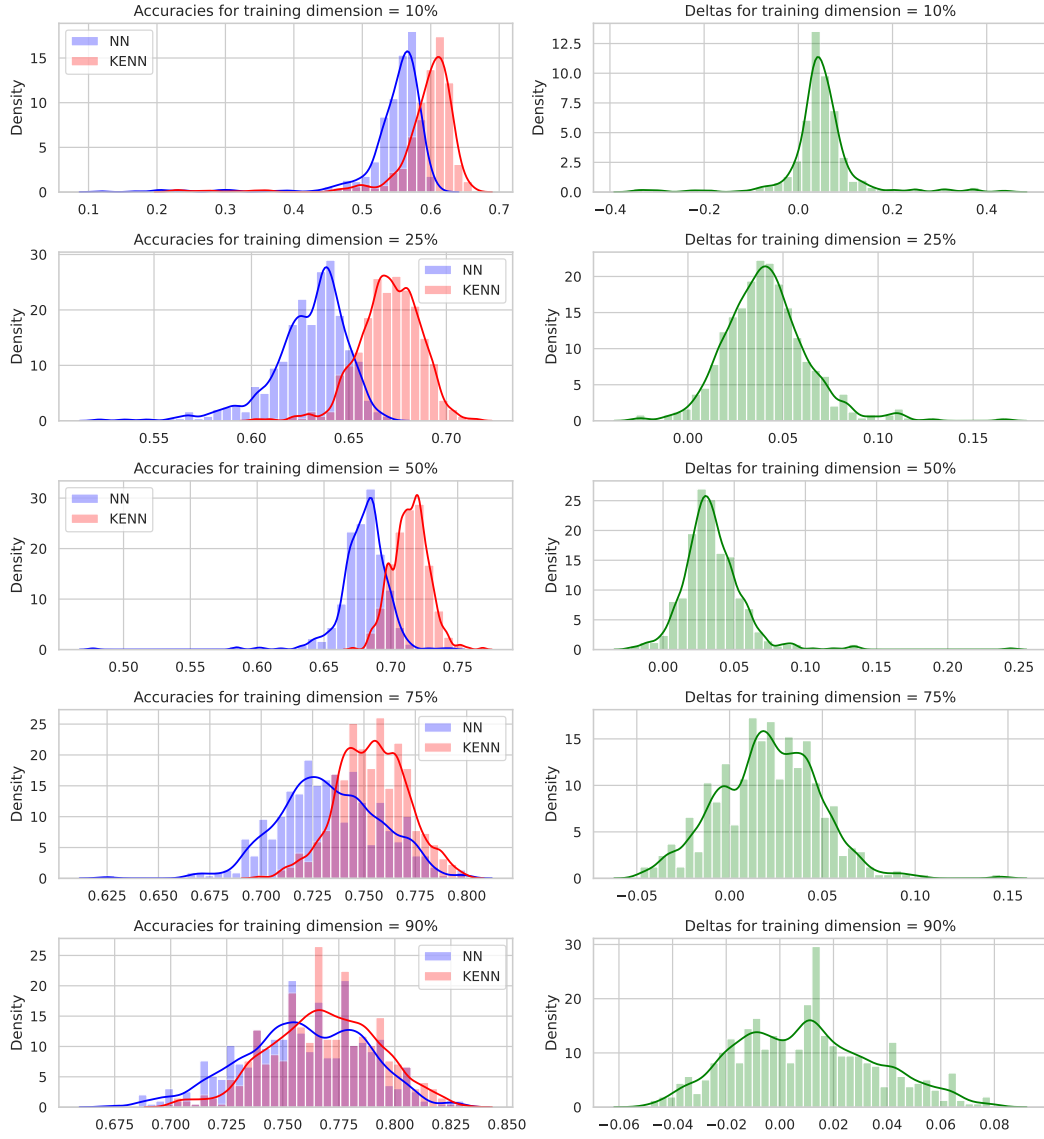 Accuracies for training dimension = 10%
Density
15
10
5
0
NN
KENN
0.1 0.2 0.3 0.4 0.5 0.6 0.7
Deltas for training dimension = 10%
Density
12.5
10.0
7.5
5.0
2.5
0.0
−0.4 −0.2 0.0 0.2 0.4
Accuracies for training dimension = 25%
Density
30
20
10
0
NN
KENN
0.55 0.60 0.65 0.70
Deltas for training dimension = 25%
Density
20
15
10
5
0
0.00 0.05 0.10 0.15
Accuracies for training dimension = 50%
Density
30
20
10
0
NN
KENN
0.50 0.55 0.60 0.65 0.70 0.75
Deltas for training dimension = 50%
Density
25
20
15
10
5
0
0.00 0.05 0.10 0.15 0.20 0.25
Accuracies for training dimension = 75%
Density
25
20
15
10
5
0
NN
KENN
0.625 0.650 0.675 0.700 0.725 0.750 0.775 0.800
Deltas for training dimension = 75%
Density
15
10
5
0
−0.05 0.00 0.05 0.10 0.15
Accuracies for training dimension = 90%
Density
25
20
15
10
5
0
NN
KENN
0.675 0.700 0.725 0.750 0.775 0.800 0.825 0.850
Deltas for training dimension = 90%
Density
30
20
10
0
−0.06 −0.04 −0.02 0.00 0.02 0.04 0.06 0.08